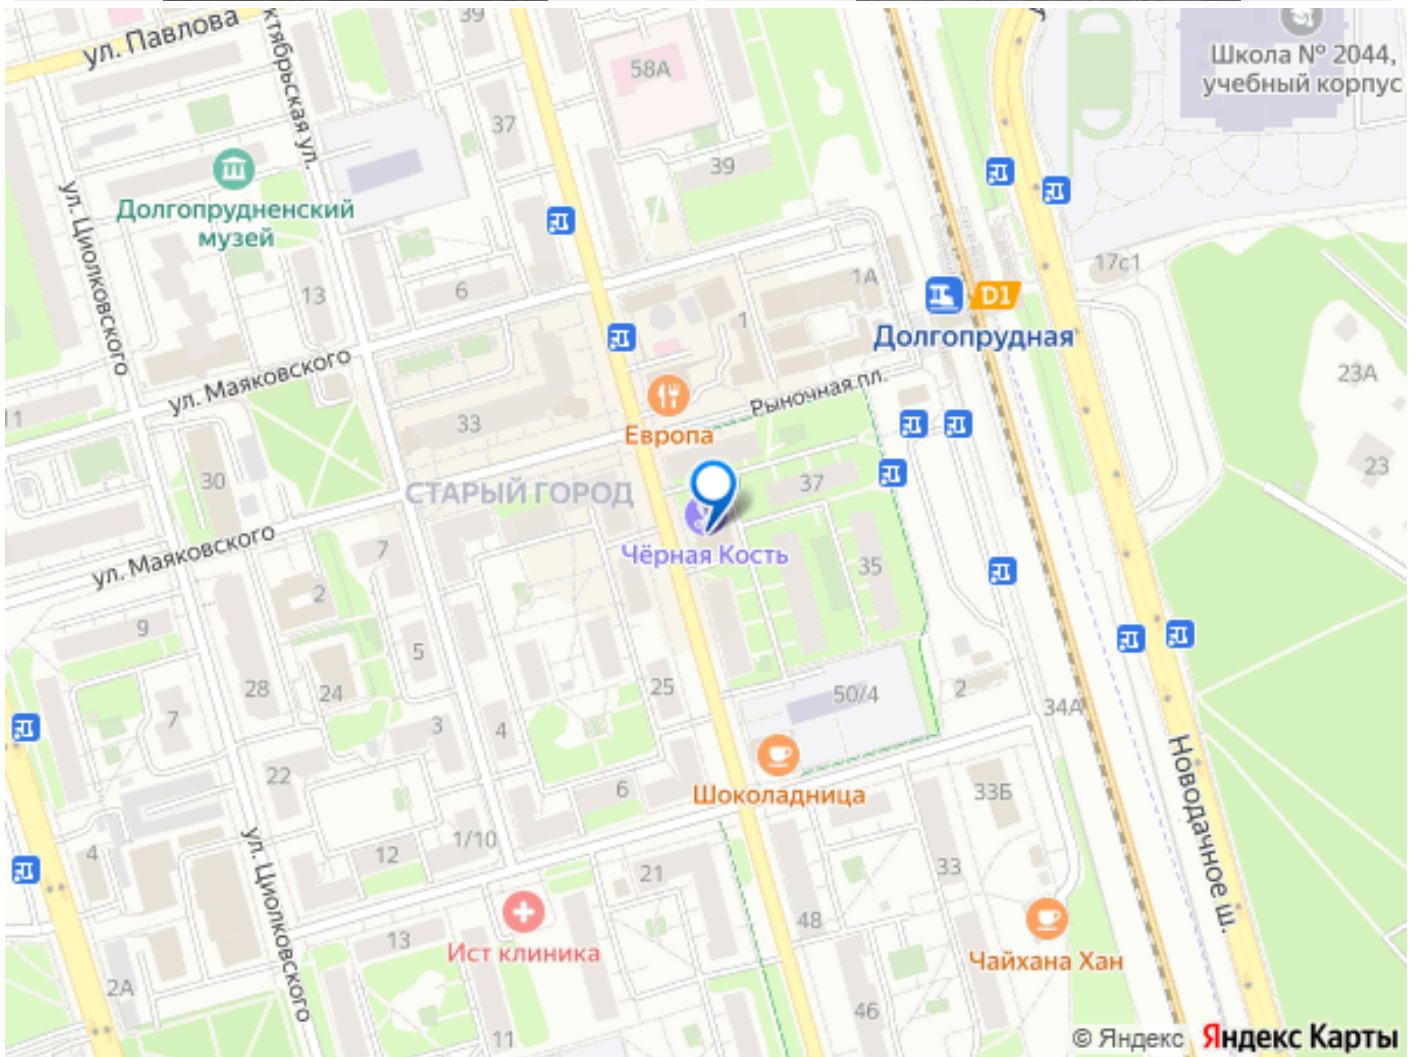 39
ул. Павлова
ктябрьская ул.
58А
Школа № 2044,
учебный корпус
37
39
ул. Циолковского
Долгопрудненский
музей
17с1
1А
6
13
D1
Долгопрудная
1
ул. Маяковского
23А
Рыночная пл.
11
33
Европа
23
30
37
СТАРЫЙ ГОРОД
ул. Маяковского
7
Чёрная Кость
35
2
9
5
28
24
25
50/4
2
34А
7
3
4
22
6
Шоколадница
33Б
Новодачное ш.
ул. Циолковского
4
12
1/10
21
33
48
13
Ист клиника
Чайхана Хан
2А
46
11
© Яндекс Яндекс Карты